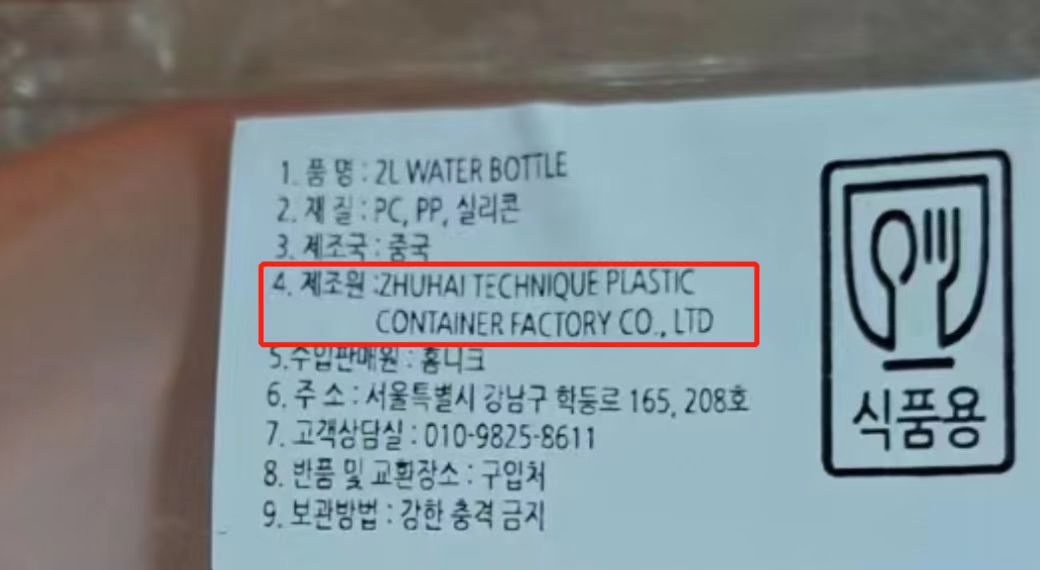 1. 품 명 : 2L WATER BOTTLE
2. 재 질 : PC, PP, 실리콘
3. 제조국 : 중국
4. 제조원 :ZHUHAI TECHNIQUE PLASTIC
CONTAINER FACTORY CO., LTD
5.수입판매원 : 홈니크
6. 주 소 : 서울특별시 강남구 학동로 165, 208호
7. 고객상담실 : 010-9825-8611
8. 반품 및 교환장소 : 구입처
9. 보관방법 : 강한 충격 금지
식품용